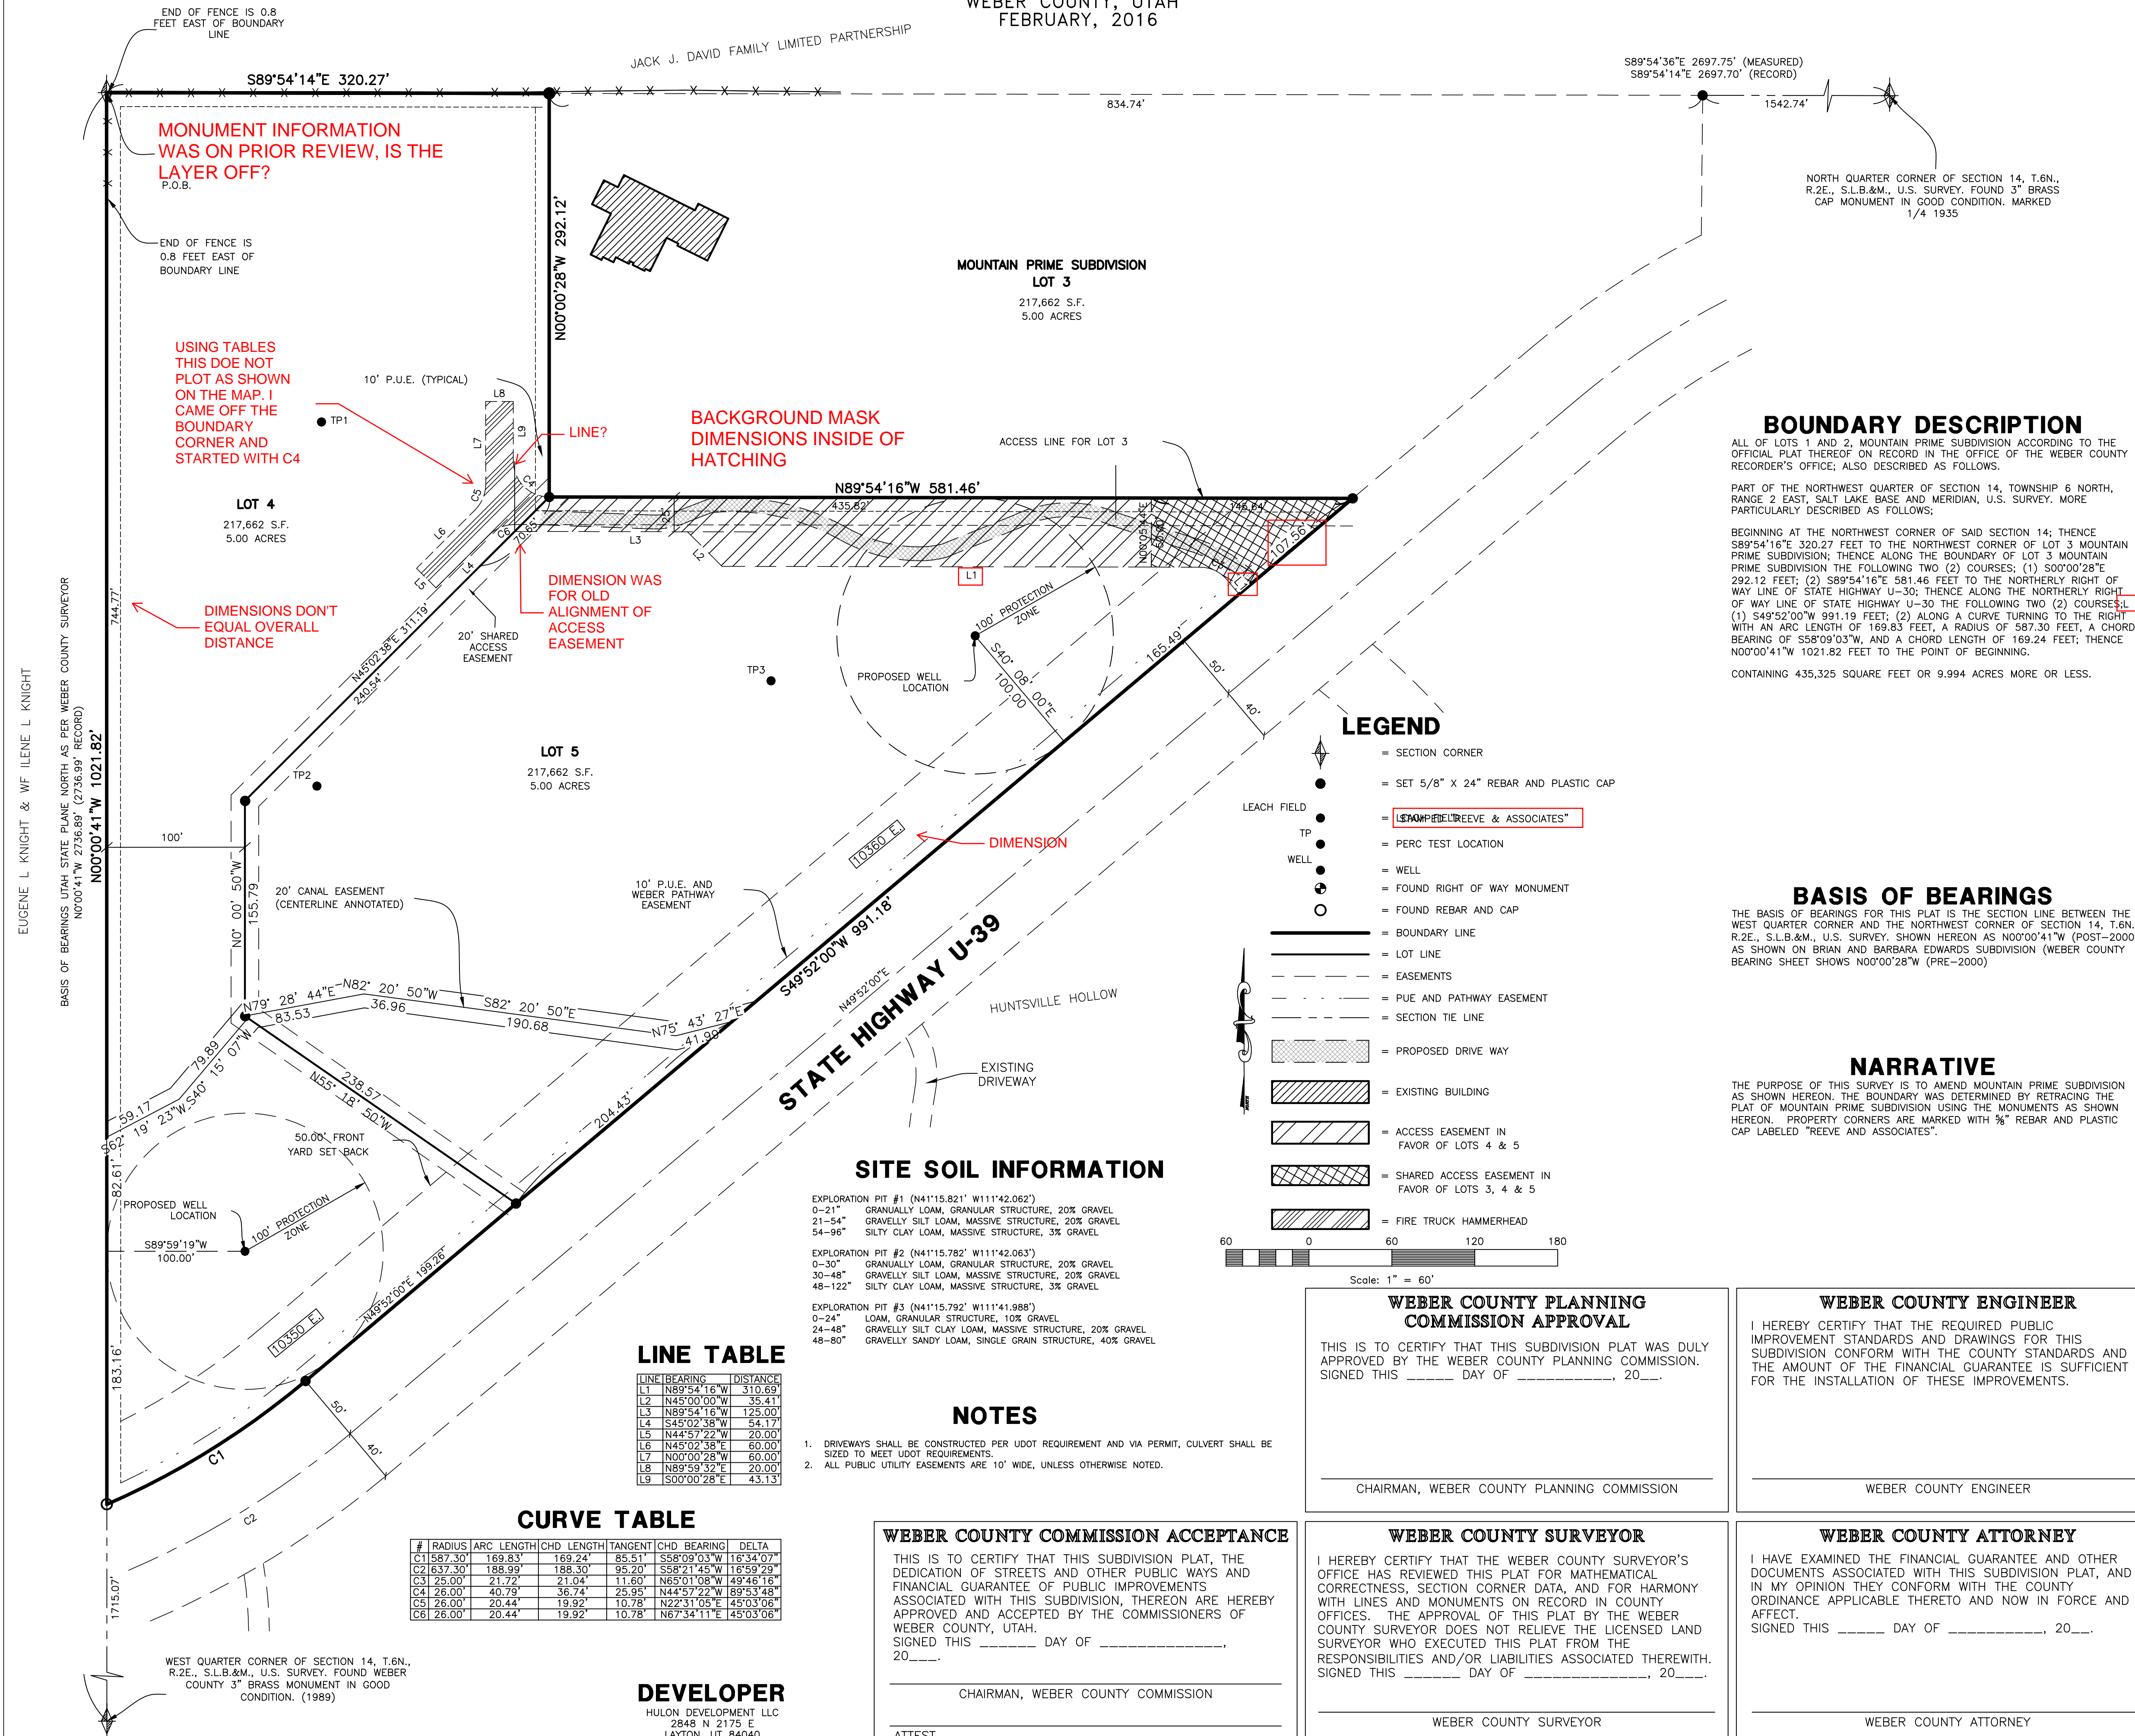 WEBER COUNTY, UTAH
FEBRUARY, 2016
END OF FENCE IS 0.8
FEET EAST OF BOUNDARY
LINE
JACK J. DAVID FAMILY LIMITED PARTNERSHIP
S89°54'36"E 2697.75' (MEASURED)
S89°54'14"E 2697.70' (RECORD)
S89°54'14"E 320.27'
834.74'
1542.74'
MONUMENT INFORMATION
WAS ON PRIOR REVIEW, IS THE
LAYER OFF?
P.O.B.
NORTH QUARTER CORNER OF SECTION 14, T.6N.,
R.2E., S.L.B.&M., U.S. SURVEY. FOUND 3" BRASS
CAP MONUMENT IN GOOD CONDITION. MARKED
1/4 1935
END OF FENCE IS
0.8 FEET EAST OF
BOUNDARY LINE
N00°00'28"W 292.12'
MOUNTAIN PRIME SUBDIVISION
LOT 3
217,662 S.F.
5.00 ACRES
USING TABLES
THIS DOE NOT
PLOT AS SHOWN
ON THE MAP. I
CAME OFF THE
BOUNDARY
CORNER AND
STARTED WITH C4
10' P.U.E. (TYPICAL)
TP1
L8
L7
L9
LINE?
C5
C4
L6
C6
70.65'
L5
L4
BACKGROUND MASK
DIMENSIONS INSIDE OF
HATCHING
ACCESS LINE FOR LOT 3
N89°54'16"W 581.46'
435.82'
146.64'
25'
L3
L2
L1
N00°05'44"E
50.00'
107.56'
C3
LOT 4
217,662 S.F.
5.00 ACRES
DIMENSION WAS
FOR OLD
ALIGNMENT OF
ACCESS
EASEMENT
744.77'
DIMENSIONS DON'T
EQUAL OVERALL
DISTANCE
20' SHARED
ACCESS
EASEMENT
N45°02'38"E 311.19'
240.54'
100' PROTECTION
ZONE
PROPOSED WELL
LOCATION
S40° 08' 00"E
100.00
165.49'
50'
40'
TP3
EUGENE L KNIGHT & WF ILENE L KNIGHT
BASIS OF BEARINGS UTAH STATE PLANE NORTH AS PER WEBER COUNTY SURVEYOR
N0°00'41"W 2736.89' (2736.99' RECORD)
N00°00'41"W 1021.82'
LOT 5
217,662 S.F.
5.00 ACRES
TP2
100'
N0° 00' 50"W
155.79
10360 E.
DIMENSION
20' CANAL EASEMENT
(CENTERLINE ANNOTATED)
10' P.U.E. AND
WEBER PATHWAY
EASEMENT
S49°52'00"W 991.18'
N49°52'00"E
STATE HIGHWAY U-39
HUNTSVILLE HOLLOW
EXISTING
DRIVEWAY
N79° 28' 44"E
83.53
N82° 20' 50"W
36.96
S82° 20' 50"E
190.68
N75° 43' 27"E
41.99
79.89
S40° 15' 07"W
59.17
S62° 19' 23"W
238.57
N55° 18' 50"W
204.43'
82.61'
50.00' FRONT
YARD SET BACK
PROPOSED WELL
LOCATION
100' PROTECTION
ZONE
S89°59'19"W
100.00'
N49°52'00"E 199.26'
10350 E.
183.16'
50'
40'
C1
C2
1715.07'
WEST QUARTER CORNER OF SECTION 14, T.6N.,
R.2E., S.L.B.&M., U.S. SURVEY. FOUND WEBER
COUNTY 3" BRASS MONUMENT IN GOOD
CONDITION. (1989)
BOUNDARY DESCRIPTION
ALL OF LOTS 1 AND 2, MOUNTAIN PRIME SUBDIVISION ACCORDING TO THE
OFFICIAL PLAT THEREOF ON RECORD IN THE OFFICE OF THE WEBER COUNTY
RECORDER'S OFFICE; ALSO DESCRIBED AS FOLLOWS.
PART OF THE NORTHWEST QUARTER OF SECTION 14, TOWNSHIP 6 NORTH,
RANGE 2 EAST, SALT LAKE BASE AND MERIDIAN, U.S. SURVEY. MORE
PARTICULARLY DESCRIBED AS FOLLOWS;
BEGINNING AT THE NORTHWEST CORNER OF SAID SECTION 14; THENCE
S89°54'16"E 320.27 FEET TO THE NORTHWEST CORNER OF LOT 3 MOUNTAIN
PRIME SUBDIVISION; THENCE ALONG THE BOUNDARY OF LOT 3 MOUNTAIN
PRIME SUBDIVISION THE FOLLOWING TWO (2) COURSES; (1) S00°00'28"E
292.12 FEET; (2) S89°54'16"E 581.46 FEET TO THE NORTHERLY RIGHT OF
WAY LINE OF STATE HIGHWAY U-30; THENCE ALONG THE NORTHERLY RIGHT
OF WAY LINE OF STATE HIGHWAY U-30 THE FOLLOWING TWO (2) COURSES;L
(1) S49°52'00"W 991.19 FEET; (2) ALONG A CURVE TURNING TO THE RIGHT
WITH AN ARC LENGTH OF 169.83 FEET, A RADIUS OF 587.30 FEET, A CHORD
BEARING OF S58°09'03"W, AND A CHORD LENGTH OF 169.24 FEET; THENCE
N00°00'41"W 1021.82 FEET TO THE POINT OF BEGINNING.
CONTAINING 435,325 SQUARE FEET OR 9.994 ACRES MORE OR LESS.
LEGEND
= SECTION CORNER
= SET 5/8" X 24" REBAR AND PLASTIC CAP
LEACH FIELD
= STAMPED "REEVE & ASSOCIATES"
TP
= PERC TEST LOCATION
WELL
= WELL
= FOUND RIGHT OF WAY MONUMENT
= FOUND REBAR AND CAP
= BOUNDARY LINE
= LOT LINE
= EASEMENTS
= PUE AND PATHWAY EASEMENT
= SECTION TIE LINE
= PROPOSED DRIVE WAY
= EXISTING BUILDING
= ACCESS EASEMENT IN
FAVOR OF LOTS 4 & 5
= SHARED ACCESS EASEMENT IN
FAVOR OF LOTS 3, 4 & 5
= FIRE TRUCK HAMMERHEAD
60 0 60 120 180
Scale: 1" = 60'
BASIS OF BEARINGS
THE BASIS OF BEARINGS FOR THIS PLAT IS THE SECTION LINE BETWEEN THE
WEST QUARTER CORNER AND THE NORTHWEST CORNER OF SECTION 14, T.6N.
R.2E., S.L.B.&M., U.S. SURVEY. SHOWN HEREON AS N00°00'41"W (POST-2000
AS SHOWN ON BRIAN AND BARBARA EDWARDS SUBDIVISION (WEBER COUNTY
BEARING SHEET SHOWS N00°00'28"W (PRE-2000)
NARRATIVE
THE PURPOSE OF THIS SURVEY IS TO AMEND MOUNTAIN PRIME SUBDIVISION
AS SHOWN HEREON. THE BOUNDARY WAS DETERMINED BY RETRACING THE
PLAT OF MOUNTAIN PRIME SUBDIVISION USING THE MONUMENTS AS SHOWN
HEREON. PROPERTY CORNERS ARE MARKED WITH ⅝" REBAR AND PLASTIC
CAP LABELED "REEVE AND ASSOCIATES".
SITE SOIL INFORMATION
EXPLORATION PIT #1 (N41°15.821' W111°42.062')
0-21" GRANUALLY LOAM, GRANULAR STRUCTURE, 20% GRAVEL
21-54" GRAVELLY SILT LOAM, MASSIVE STRUCTURE, 20% GRAVEL
54-96" SILTY CLAY LOAM, MASSIVE STRUCTURE, 3% GRAVEL
EXPLORATION PIT #2 (N41°15.782' W111°42.063')
0-30" GRANUALLY LOAM, GRANULAR STRUCTURE, 20% GRAVEL
30-48" GRAVELLY SILT LOAM, MASSIVE STRUCTURE, 20% GRAVEL
48-122" SILTY CLAY LOAM, MASSIVE STRUCTURE, 3% GRAVEL
EXPLORATION PIT #3 (N41°15.792' W111°41.988')
0-24" LOAM, GRANULAR STRUCTURE, 10% GRAVEL
24-48" GRAVELLY SILT CLAY LOAM, MASSIVE STRUCTURE, 20% GRAVEL
48-80" GRAVELLY SANDY LOAM, SINGLE GRAIN STRUCTURE, 40% GRAVEL
LINE TABLE
LINE BEARING DISTANCE
L1 N89°54'16"W 310.69'
L2 N45°00'00"W 35.41'
L3 N89°54'16"W 125.00'
L4 S45°02'38"W 54.17'
L5 N44°57'22"W 20.00'
L6 N45°02'38"E 60.00'
L7 N00°00'28"W 60.00'
L8 N89°59'32"E 20.00'
L9 S00°00'28"E 43.13'
NOTES
1. DRIVEWAYS SHALL BE CONSTRUCTED PER UDOT REQUIREMENT AND VIA PERMIT, CULVERT SHALL BE
SIZED TO MEET UDOT REQUIREMENTS.
2. ALL PUBLIC UTILITY EASEMENTS ARE 10' WIDE, UNLESS OTHERWISE NOTED.
CURVE TABLE
# RADIUS ARC LENGTH CHD LENGTH TANGENT CHD BEARING DELTA
C1 587.30' 169.83' 169.24' 85.51' S58°09'03"W 16°34'07"
C2 637.30' 188.99' 188.30' 95.20' S58°21'45"W 16°59'29"
C3 25.00' 21.72' 21.04' 11.60' N65°01'08"W 49°46'16"
C4 26.00' 40.79' 36.74' 25.95' N44°57'22"W 89°53'48"
C5 26.00' 20.44' 19.92' 10.78' N22°31'05"E 45°03'06"
C6 26.00' 20.44' 19.92' 10.78' N67°34'11"E 45°03'06"
DEVELOPER
HULON DEVELOPMENT LLC
2848 N 2175 E
LAYTON, UT 84040
WEBER COUNTY PLANNING
COMMISSION APPROVAL
THIS IS TO CERTIFY THAT THIS SUBDIVISION PLAT WAS DULY
APPROVED BY THE WEBER COUNTY PLANNING COMMISSION.
SIGNED THIS _____ DAY OF __________, 20__.
CHAIRMAN, WEBER COUNTY PLANNING COMMISSION
WEBER COUNTY ENGINEER
I HEREBY CERTIFY THAT THE REQUIRED PUBLIC
IMPROVEMENT STANDARDS AND DRAWINGS FOR THIS
SUBDIVISION CONFORM WITH THE COUNTY STANDARDS AND
THE AMOUNT OF THE FINANCIAL GUARANTEE IS SUFFICIENT
FOR THE INSTALLATION OF THESE IMPROVEMENTS.
WEBER COUNTY ENGINEER
WEBER COUNTY COMMISSION ACCEPTANCE
THIS IS TO CERTIFY THAT THIS SUBDIVISION PLAT, THE
DEDICATION OF STREETS AND OTHER PUBLIC WAYS AND
FINANCIAL GUARANTEE OF PUBLIC IMPROVEMENTS
ASSOCIATED WITH THIS SUBDIVISION, THEREON ARE HEREBY
APPROVED AND ACCEPTED BY THE COMMISSIONERS OF
WEBER COUNTY, UTAH.
SIGNED THIS ______ DAY OF _____________,
20___.
CHAIRMAN, WEBER COUNTY COMMISSION
ATTEST
WEBER COUNTY SURVEYOR
I HEREBY CERTIFY THAT THE WEBER COUNTY SURVEYOR'S
OFFICE HAS REVIEWED THIS PLAT FOR MATHEMATICAL
CORRECTNESS, SECTION CORNER DATA, AND FOR HARMONY
WITH LINES AND MONUMENTS ON RECORD IN COUNTY
OFFICES. THE APPROVAL OF THIS PLAT BY THE WEBER
COUNTY SURVEYOR DOES NOT RELIEVE THE LICENSED LAND
SURVEYOR WHO EXECUTED THIS PLAT FROM THE
RESPONSIBILITIES AND/OR LIABILITIES ASSOCIATED THEREWITH.
SIGNED THIS ______ DAY OF _____________, 20___.
WEBER COUNTY SURVEYOR
WEBER COUNTY ATTORNEY
I HAVE EXAMINED THE FINANCIAL GUARANTEE AND OTHER
DOCUMENTS ASSOCIATED WITH THIS SUBDIVISION PLAT, AND
IN MY OPINION THEY CONFORM WITH THE COUNTY
ORDINANCE APPLICABLE THERETO AND NOW IN FORCE AND
AFFECT.
SIGNED THIS _____ DAY OF __________, 20__.
WEBER COUNTY ATTORNEY